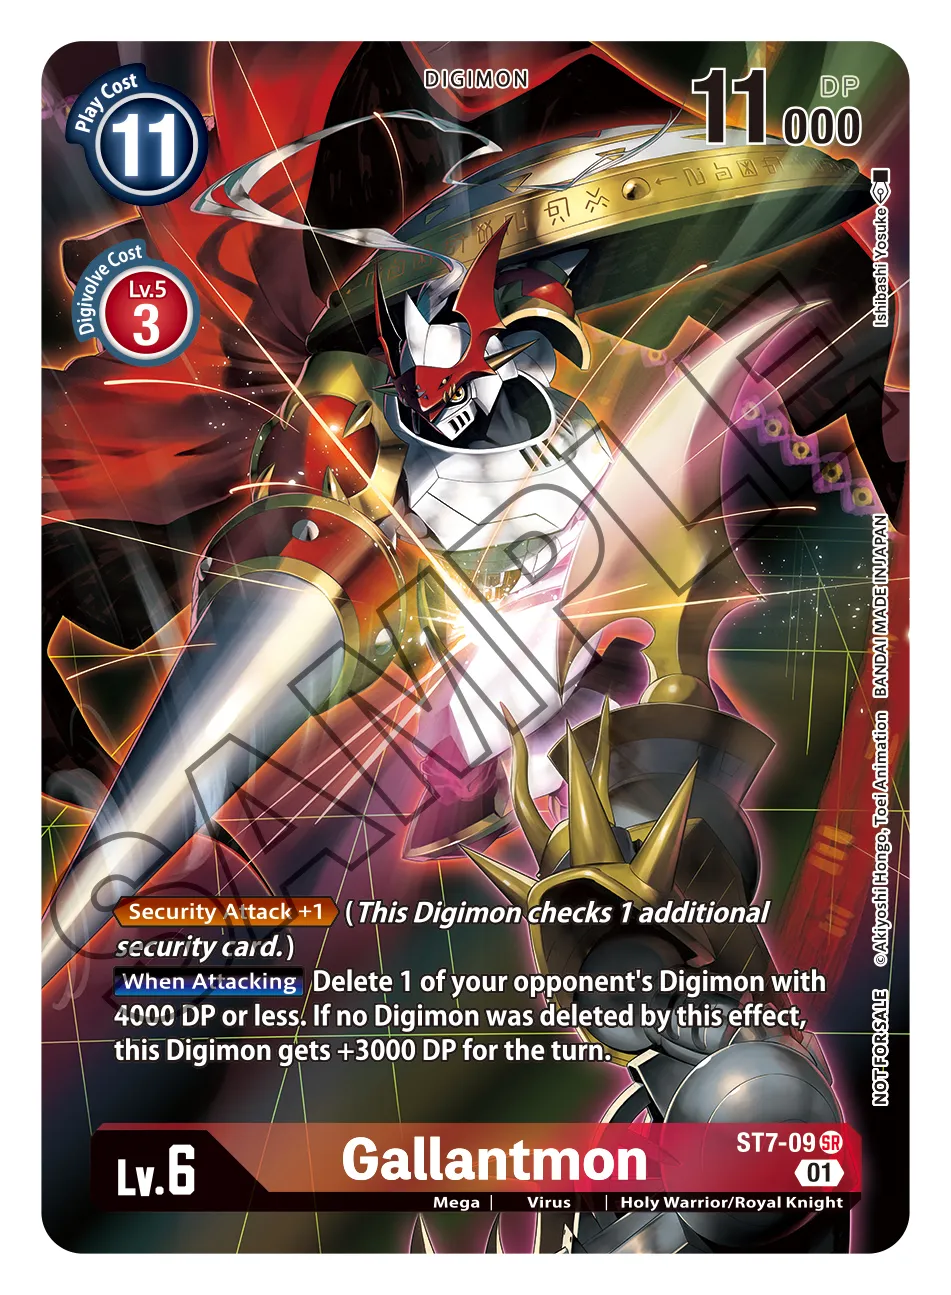 DIGIMON
Play Cost
11
11000
DP
Digivolve Cost
Lv.5
3
Ishibashi Yosuke
BANDAI MADE IN JAPAN
©Akiyoshi Hongo, Toei Animation
NOT FOR SALE
SAMPLE
Security Attack +1 (This Digimon checks 1 additional
security card.)
When Attacking Delete 1 of your opponent's Digimon with
4000 DP or less. If no Digimon was deleted by this effect,
this Digimon gets +3000 DP for the turn.
Lv.6
Gallantmon
ST7-09 SR
01
Mega | Virus | Holy Warrior/Royal Knight